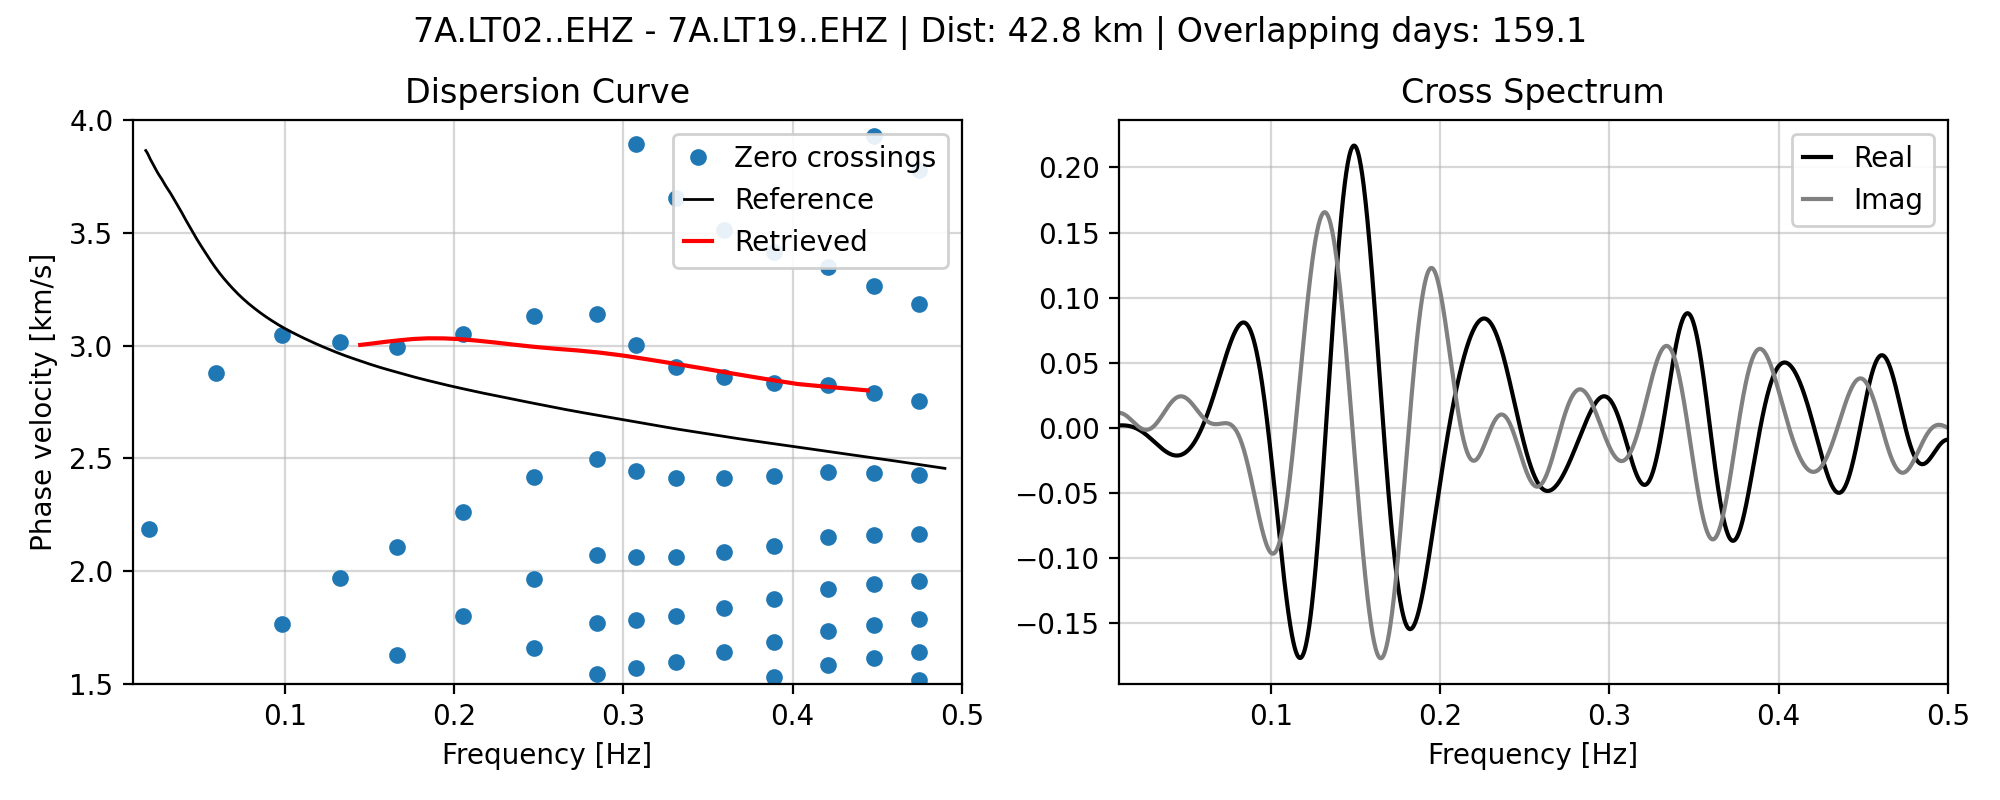 7A.LT02..EHZ - 7A.LT19..EHZ | Dist: 42.8 km | Overlapping days: 159.1
Dispersion Curve
4.0
3.5
3.0
2.5
2.0
1.5
Phase velocity [km/s]
Zero crossings
Reference
Retrieved
0.1 0.2 0.3 0.4 0.5
Frequency [Hz]
Cross Spectrum
0.20
0.15
0.10
0.05
0.00
−0.05
−0.10
−0.15
Real
Imag
0.1 0.2 0.3 0.4 0.5
Frequency [Hz]